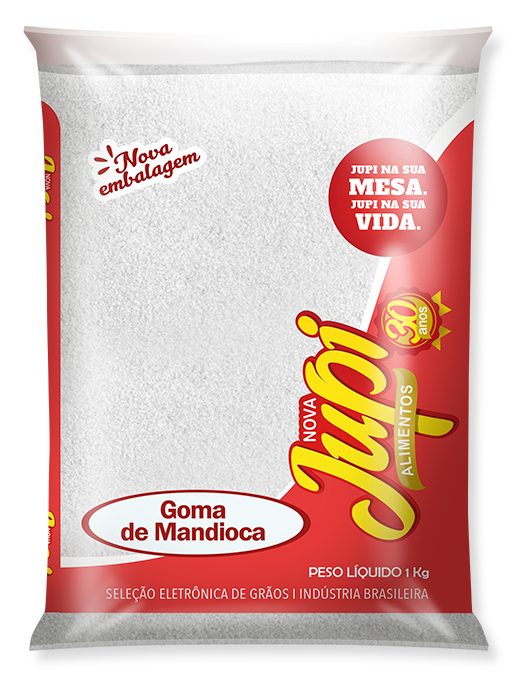 Nova
embalagem
JUPI NA SUA
MESA.
JUPI NA SUA
VIDA.
30
anos
NOVA
Jupi
ALIMENTOS
Goma
de Mandioca
PESO LÍQUIDO 1 Kg
SELEÇÃO ELETRÔNICA DE GRÃOS I INDÚSTRIA BRASILEIRA